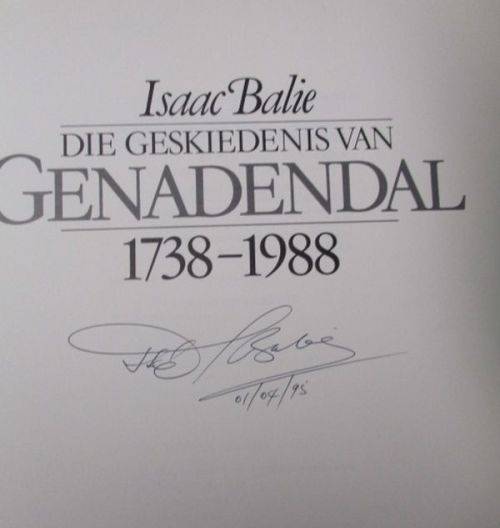 Isaac Balie
DIE GESKIEDENIS VAN
GENADENDAL
1738–1988
01/04/95